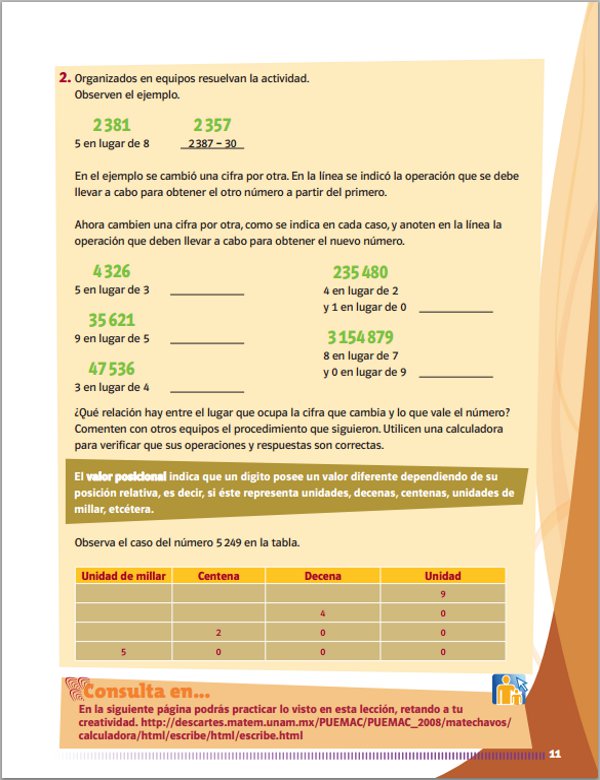 2. Organizados en equipos resuelvan la actividad.
Observen el ejemplo.
2 381 2 357
5 en lugar de 8 2 387 – 30
En el ejemplo se cambió una cifra por otra. En la línea se indicó la operación que se debe
llevar a cabo para obtener el otro número a partir del primero.
Ahora cambien una cifra por otra, como se indica en cada caso, y anoten en la línea la
operación que deben llevar a cabo para obtener el nuevo número.
4 326
5 en lugar de 3
35 621
9 en lugar de 5
47 536
3 en lugar de 4
235 480
4 en lugar de 2
y 1 en lugar de 0
3 154 879
8 en lugar de 7
y 0 en lugar de 9
¿Qué relación hay entre el lugar que ocupa la cifra que cambia y lo que vale el número?
Comenten con otros equipos el procedimiento que siguieron. Utilicen una calculadora
para verificar que sus operaciones y respuestas son correctas.
El valor posicional indica que un dígito posee un valor diferente dependiendo de su
posición relativa, es decir, si éste representa unidades, decenas, centenas, unidades de
millar, etcétera.
Observa el caso del número 5 249 en la tabla.
Unidad de millar Centena Decena Unidad
9
4 0
2 0 0
5 0 0 0
Consulta en...
En la siguiente página podrás practicar lo visto en esta lección, retando a tu
creatividad. http://descartes.matem.unam.mx/PUEMAC/PUEMAC_2008/matechavos/
calculadora/html/escribe/html/escribe.html
11